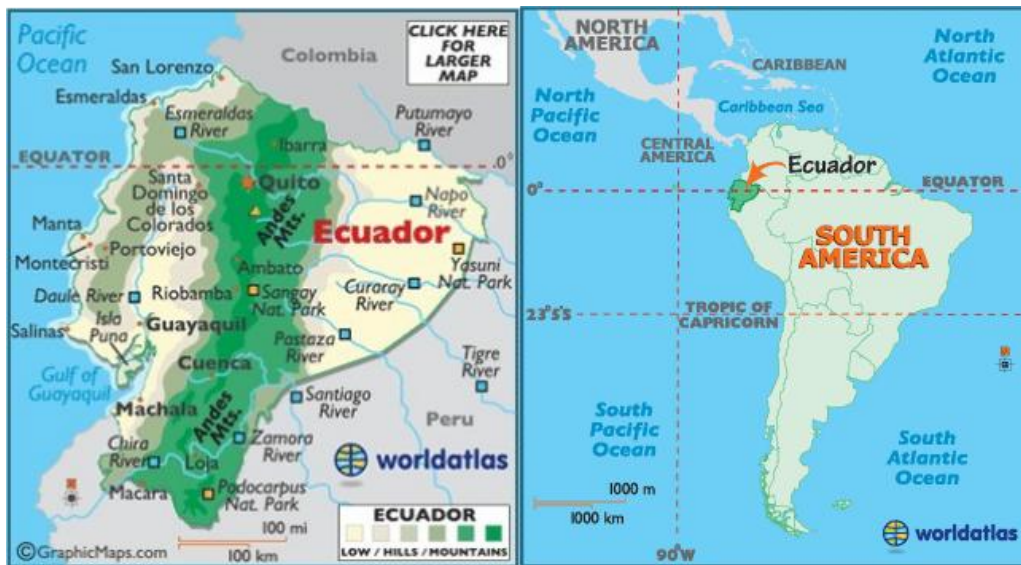 Pacific
Ocean
CLICK HERE
FOR
LARGER
MAP
Colombia
San Lorenzo
Esmeraldas
Esmeraldas
River
Putumayo
River
Ibarra
EQUATOR
.0°
Santa
Domingo
de los
Colorados
Quito
Napo
River
Andes
Mts.
Ecuador
Manta
Portoviejo
Montecristi
Yasuni
Nat. Park
Ambato
Daule River
Riobamba
Sangay
Nat. Park
Curaray
River
Isla
Puna
Salinas
Guayaquil
Pastaza
River
Tigre
River
Cuenca
Gulf of
Guayaquil
Santiago
River
Machala
Andes
Mts.
Peru
Chira
River
Zamora
River
Loja
worldatlas
Macara
Podocarpus
Nat. Park
100 mi
100 km
ECUADOR
LOW / HILLS / MOUNTAINS
©GraphicMaps.com
NORTH
AMERICA
North
Atlantic
Ocean
CARIBBEAN
North
Pacific
Ocean
Caribbean Sea
CENTRAL
AMERICA
Ecuador
0°
EQUATOR
SOUTH
AMERICA
23°5'S
TROPIC OF
CAPRICORN
South
Pacific
Ocean
South
Atlantic
Ocean
1000 m
1000 km
worldatlas
90°W